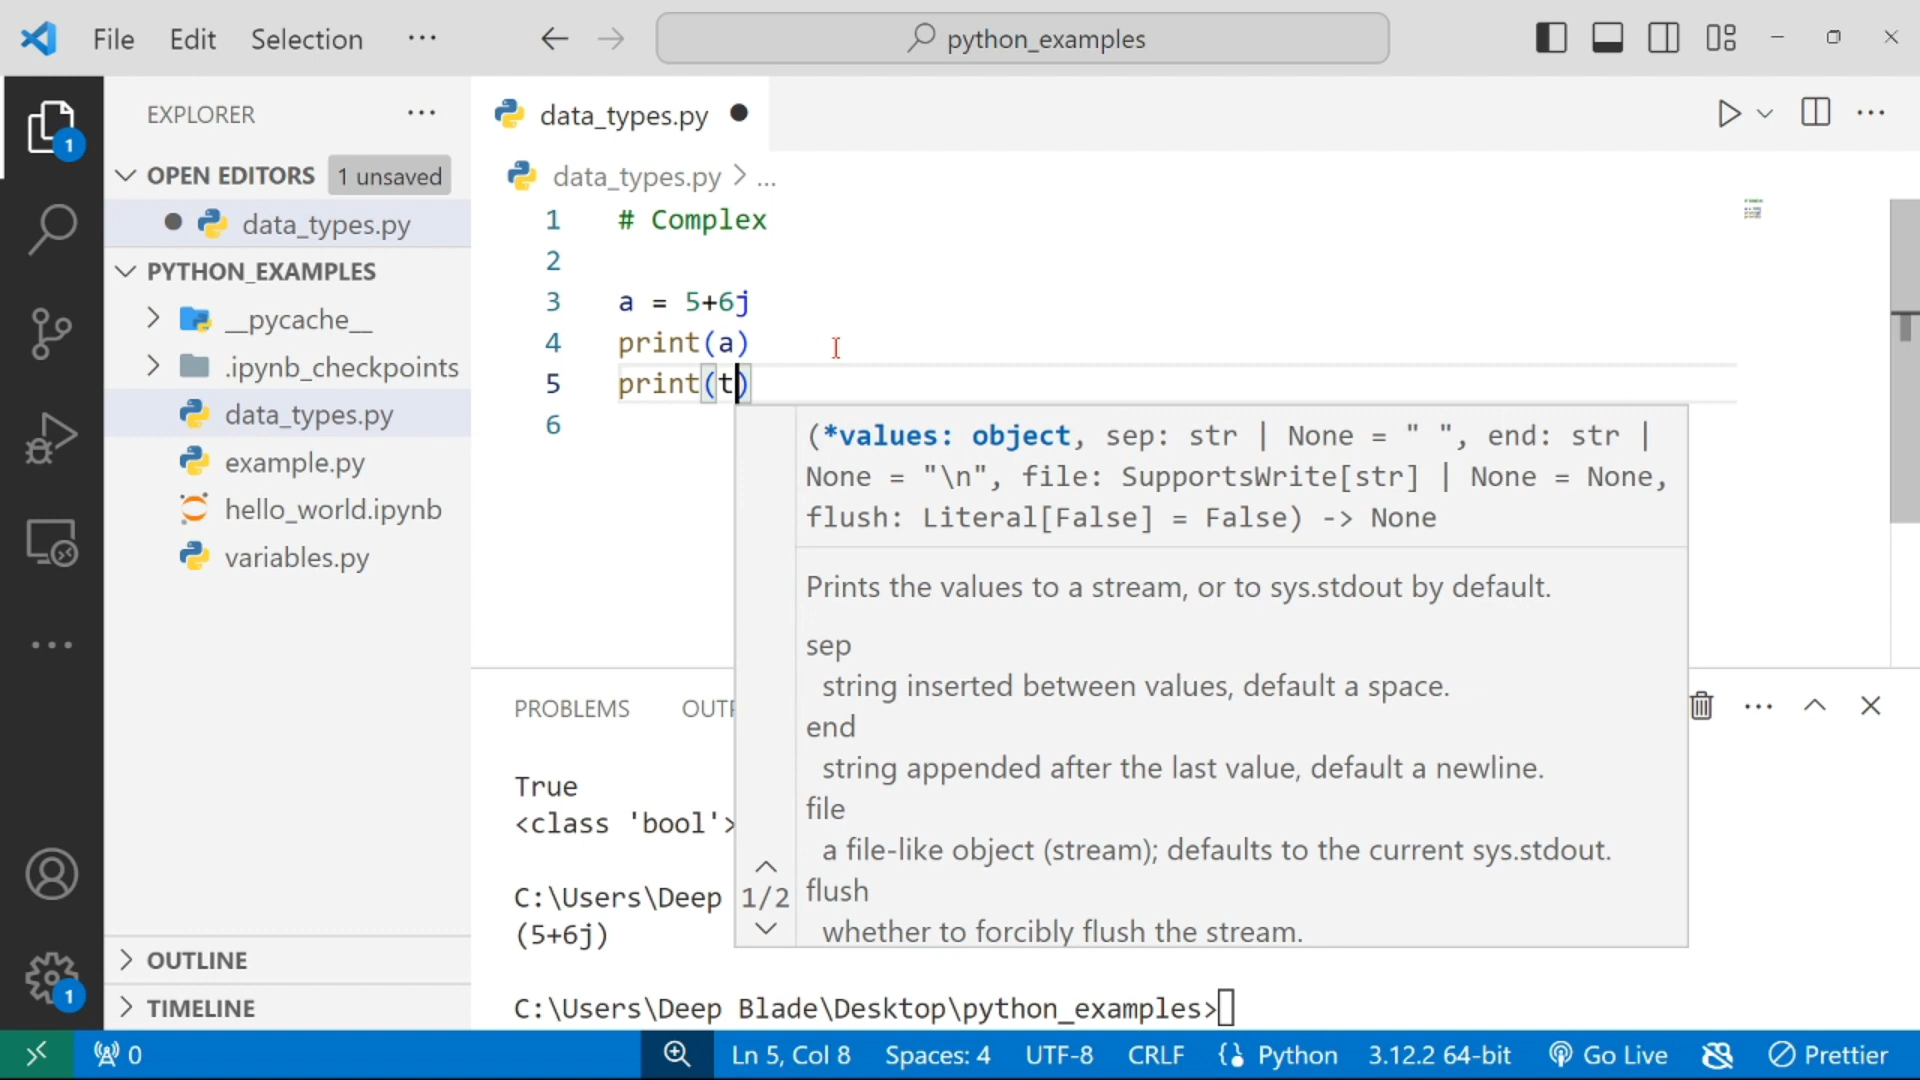 File Edit Selection ··· python_examples
EXPLORER ···
1
OPEN EDITORS 1 unsaved
data_types.py
PYTHON_EXAMPLES
__pycache__
.ipynb_checkpoints
data_types.py
example.py
hello_world.ipynb
variables.py
OUTLINE
TIMELINE
1
data_types.py
data_types.py > ...
1 # Complex
2
3 a = 5+6j
4 print(a)
5 print(t)
6
(*values: object, sep: str | None = " ", end: str |
None = "\n", file: SupportsWrite[str] | None = None,
flush: Literal[False] = False) -> None
Prints the values to a stream, or to sys.stdout by default.
sep
string inserted between values, default a space.
end
string appended after the last value, default a newline.
file
a file-like object (stream); defaults to the current sys.stdout.
flush
whether to forcibly flush the stream.
1/2
PROBLEMS OUTP
True
<class 'bool'>
C:\Users\Deep
(5+6j)
C:\Users\Deep Blade\Desktop\python_examples>
0 Ln 5, Col 8 Spaces: 4 UTF-8 CRLF Python 3.12.2 64-bit Go Live Prettier